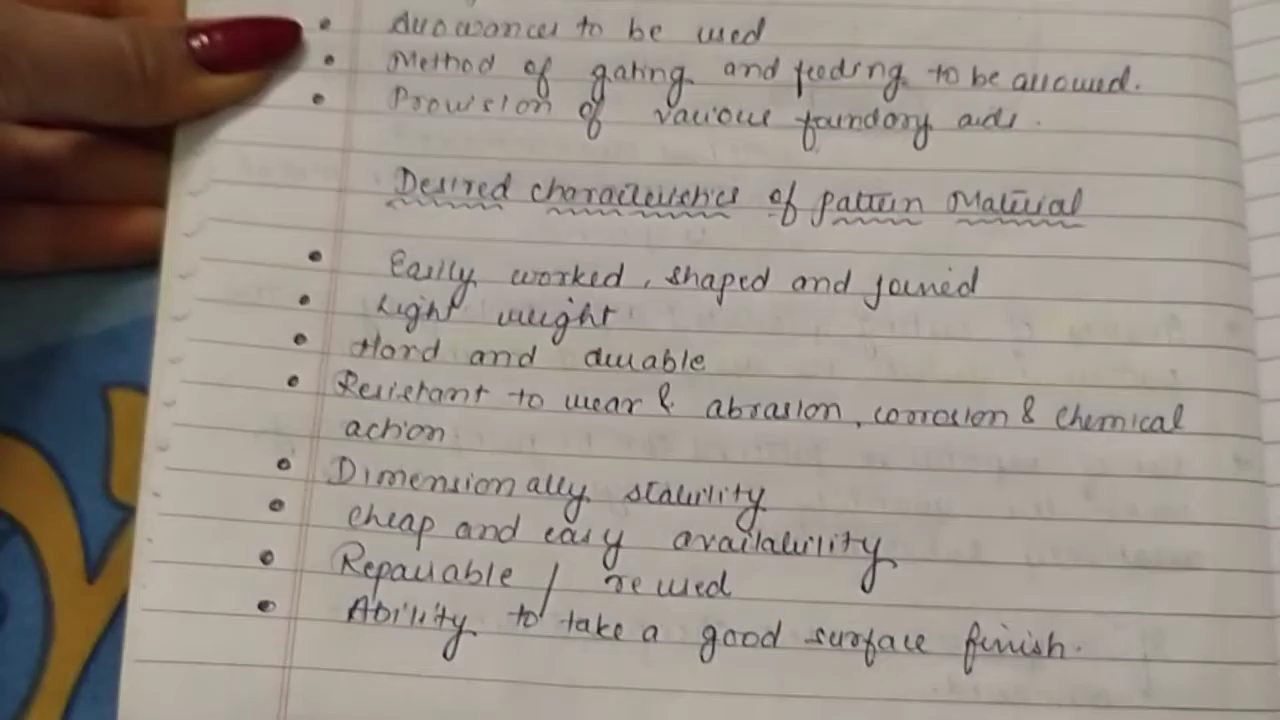 Allowances to be used
Method of gating and feeding to be allowed.
Provision of various foundory aids.
Desired characteristics of pattern Material
Easily worked, shaped and joined
Light weight
Hard and durable
Resistant to wear & abrasion, corrosion & chemical
action
Dimensionally stability
cheap and easy availability
Repairable / reused
Ability to take a good surface finish.